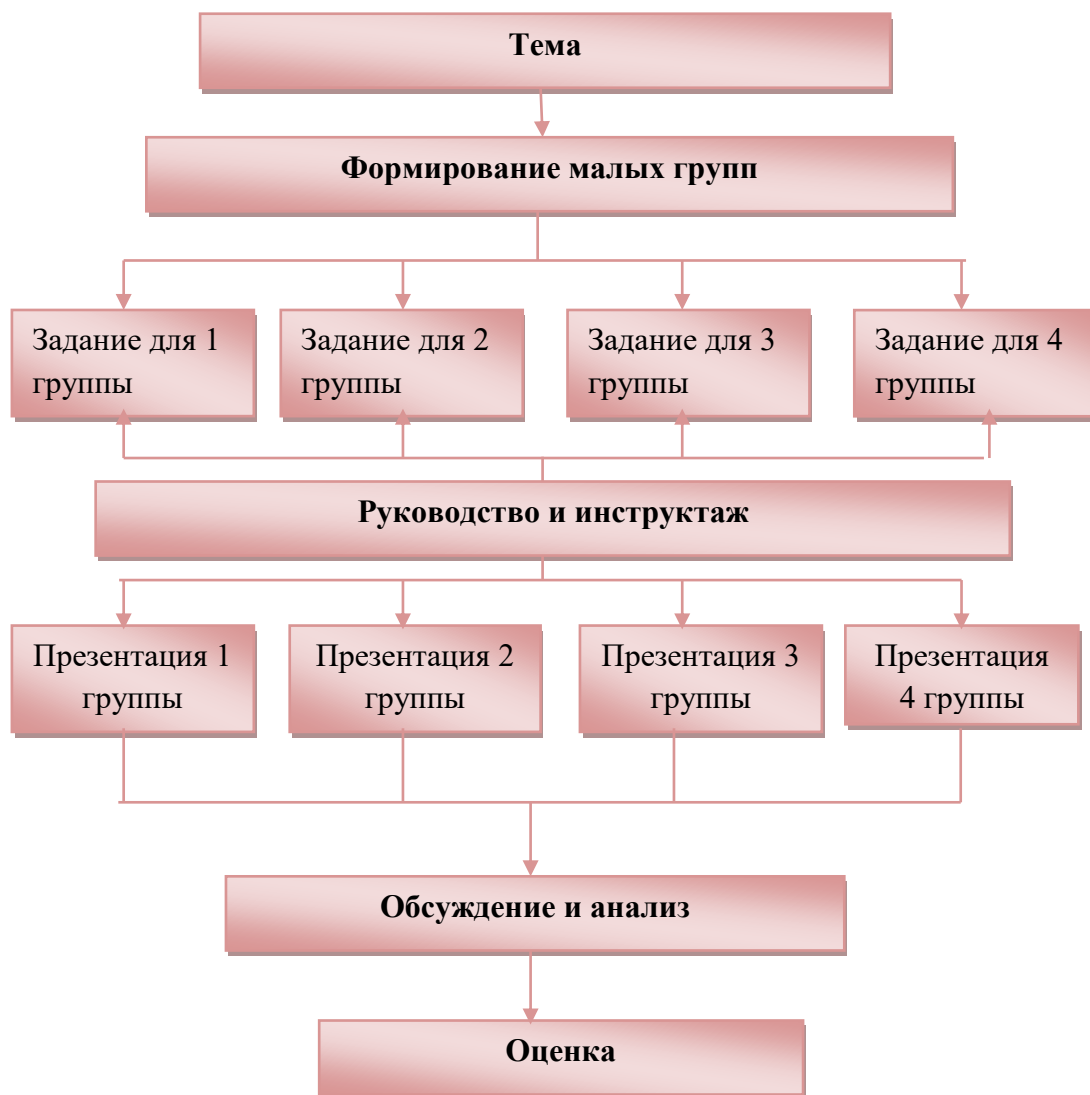 Тема
Формирование малых групп
Задание для 1
группы
Задание для 2
группы
Задание для 3
группы
Задание для 4
группы
Руководство и инструктаж
Презентация 1
группы
Презентация 2
группы
Презентация 3
группы
Презентация
4 группы
Обсуждение и анализ
Оценка